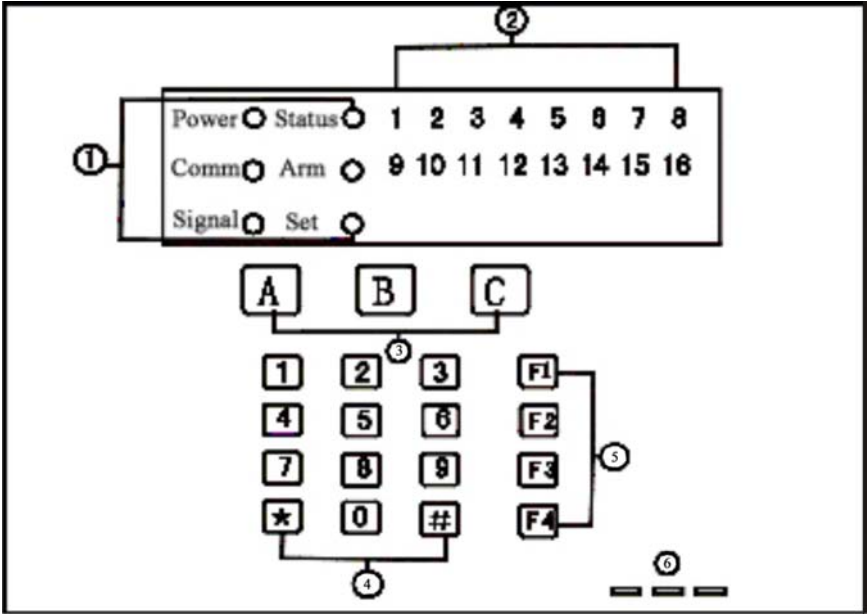 ②
Power Status 1 2 3 4 5 6 7 8
①
Comm Arm 9 10 11 12 13 14 15 16
Signal Set
A B C
③
1 2 3 F1
4 5 6 F2
7 8 9 F3
⑤
* 0 # F4
④
⑥